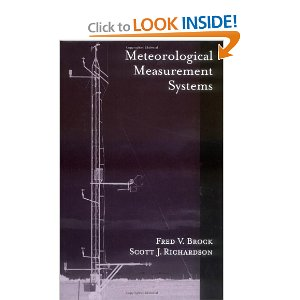 Click to LOOK INSIDE!
Meteorological
Measurement
Systems
FRED V. BROCK
SCOTT J. RICHARDSON